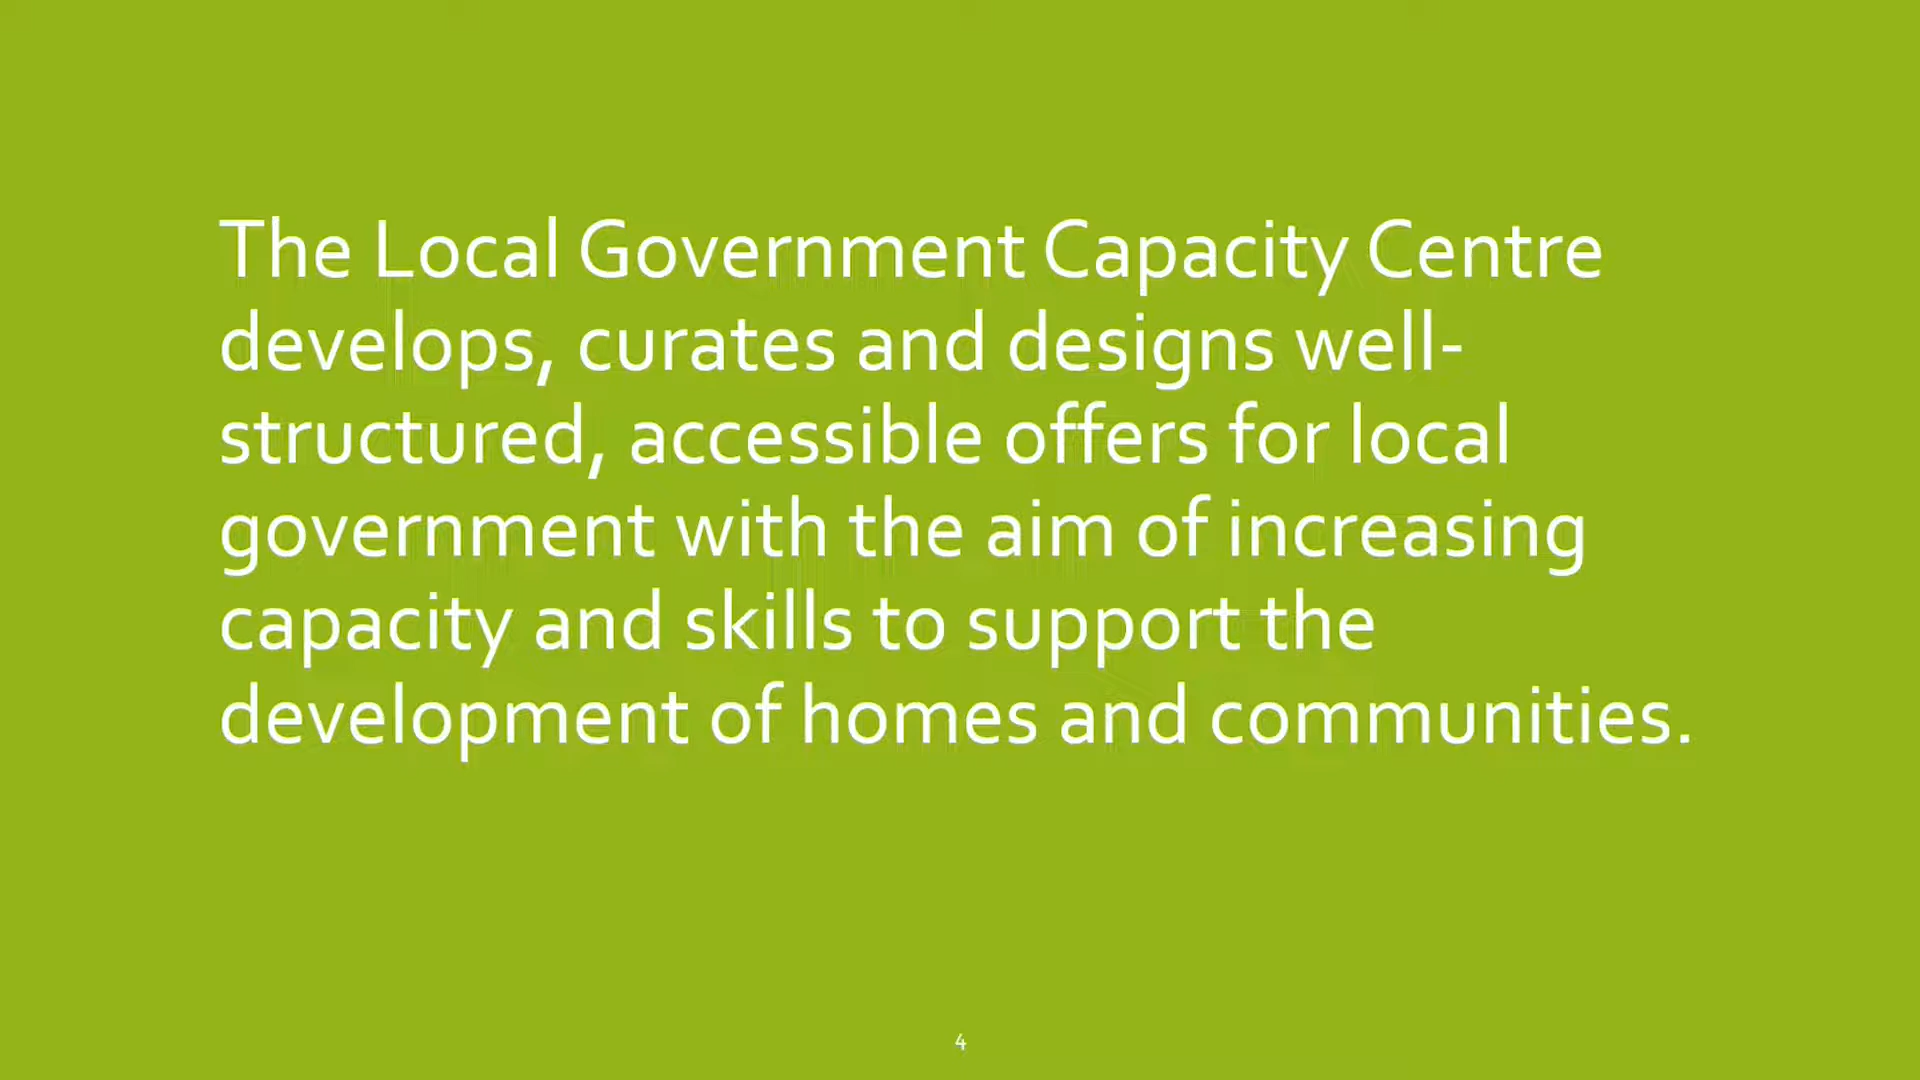 The Local Government Capacity Centre
develops, curates and designs well-
structured, accessible offers for local
government with the aim of increasing
capacity and skills to support the
development of homes and communities.
4